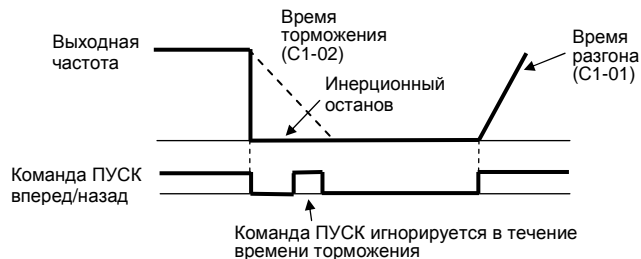 Выходная
частота
Время
торможения
(C1-02)
Инерционный
останов
Время
разгона
(C1-01)
Команда ПУСК
вперед/назад
Команда ПУСК игнорируется в течение
времени торможения